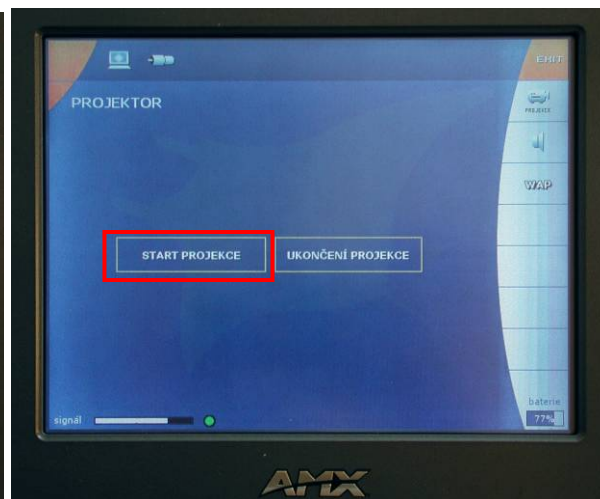 EXIT
PROJEKTOR
PROJEKCE
WAP
START PROJEKCE
UKONČENÍ PROJEKCE
signál
baterie
77%
AMX